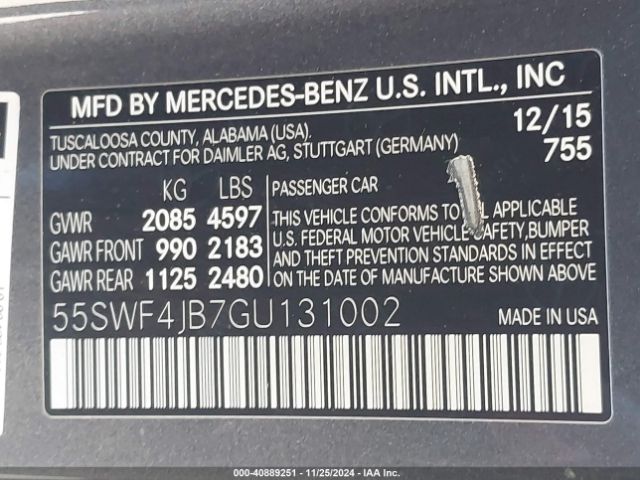 MFD BY MERCEDES-BENZ U.S. INTL., INC
TUSCALOOSA COUNTY, ALABAMA (USA). 12/15
UNDER CONTRACT FOR DAIMLER AG, STUTTGART (GERMANY) 755
KG LBS PASSENGER CAR
GVWR 2085 4597 THIS VEHICLE CONFORMS TO APPLICABLE
GAWR FRONT 990 2183 U.S. FEDERAL MOTOR VEHICLE SAFETY, BUMPER
AND THEFT PREVENTION STANDARDS IN EFFECT
GAWR REAR 1125 2480 ON THE DATE OF MANUFACTURE SHOWN ABOVE.
55SWF4JB7GU131002 MADE IN USA
000-40889251 - 11/25/2024 - IAA Inc.